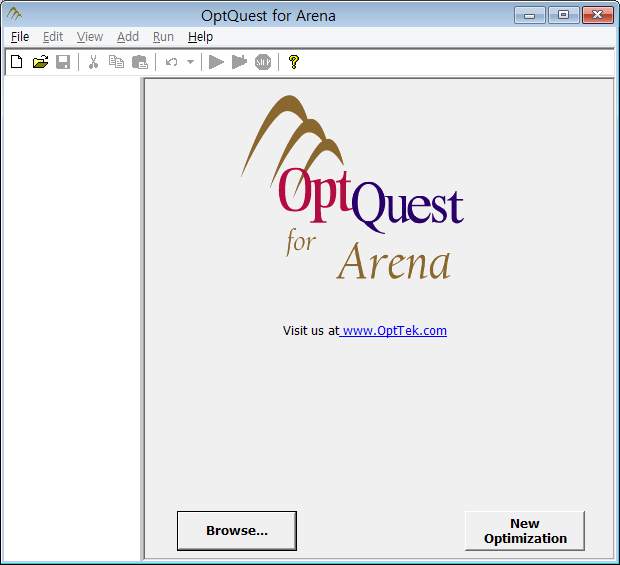 OptQuest for Arena
File Edit View Add Run Help
STOP
OptQuest
for Arena
Visit us at www.OptTek.com
Browse...
New
Optimization